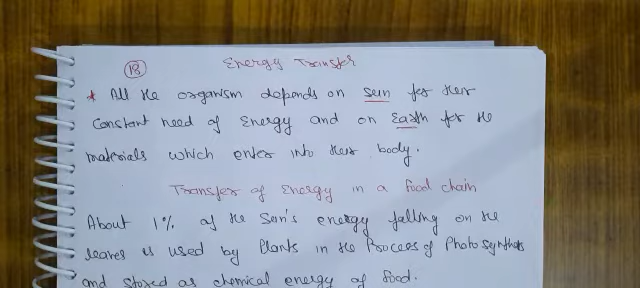 18
Energy Transfer
* All the organism depends on sun for their
constant need of Energy and on Earth for the
materials which enter into their body.
Transfer of Energy in a food chain
About 1% of the Sun's energy falling on the
leaves is used by Plants in the Process of Photosynthesis
and stored as chemical energy of food.